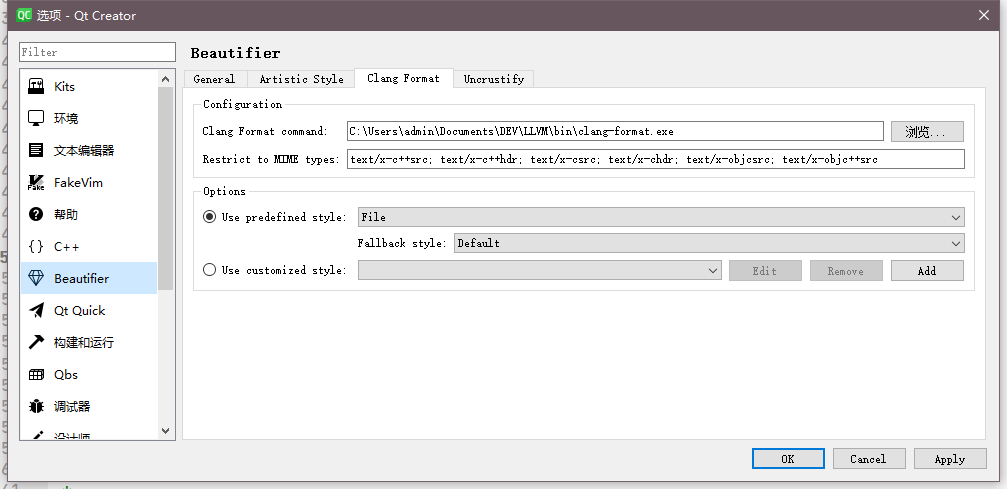 选项 - Qt Creator
Filter
Beautifier
Kits
环境
文本编辑器
FakeVim
帮助
C++
Beautifier
Qt Quick
构建和运行
Qbs
调试器
设计师
General Artistic Style Clang Format Uncrustify
Configuration
Clang Format command: C:\Users\admin\Documents\DEV\LLVM\bin\clang-format.exe 浏览...
Restrict to MIME types: text/x-c++src; text/x-c++hdr; text/x-csrc; text/x-chdr; text/x-objcsrc; text/x-objc++src
Options
Use predefined style: File
Fallback style: Default
Use customized style: Edit Remove Add
OK Cancel Apply